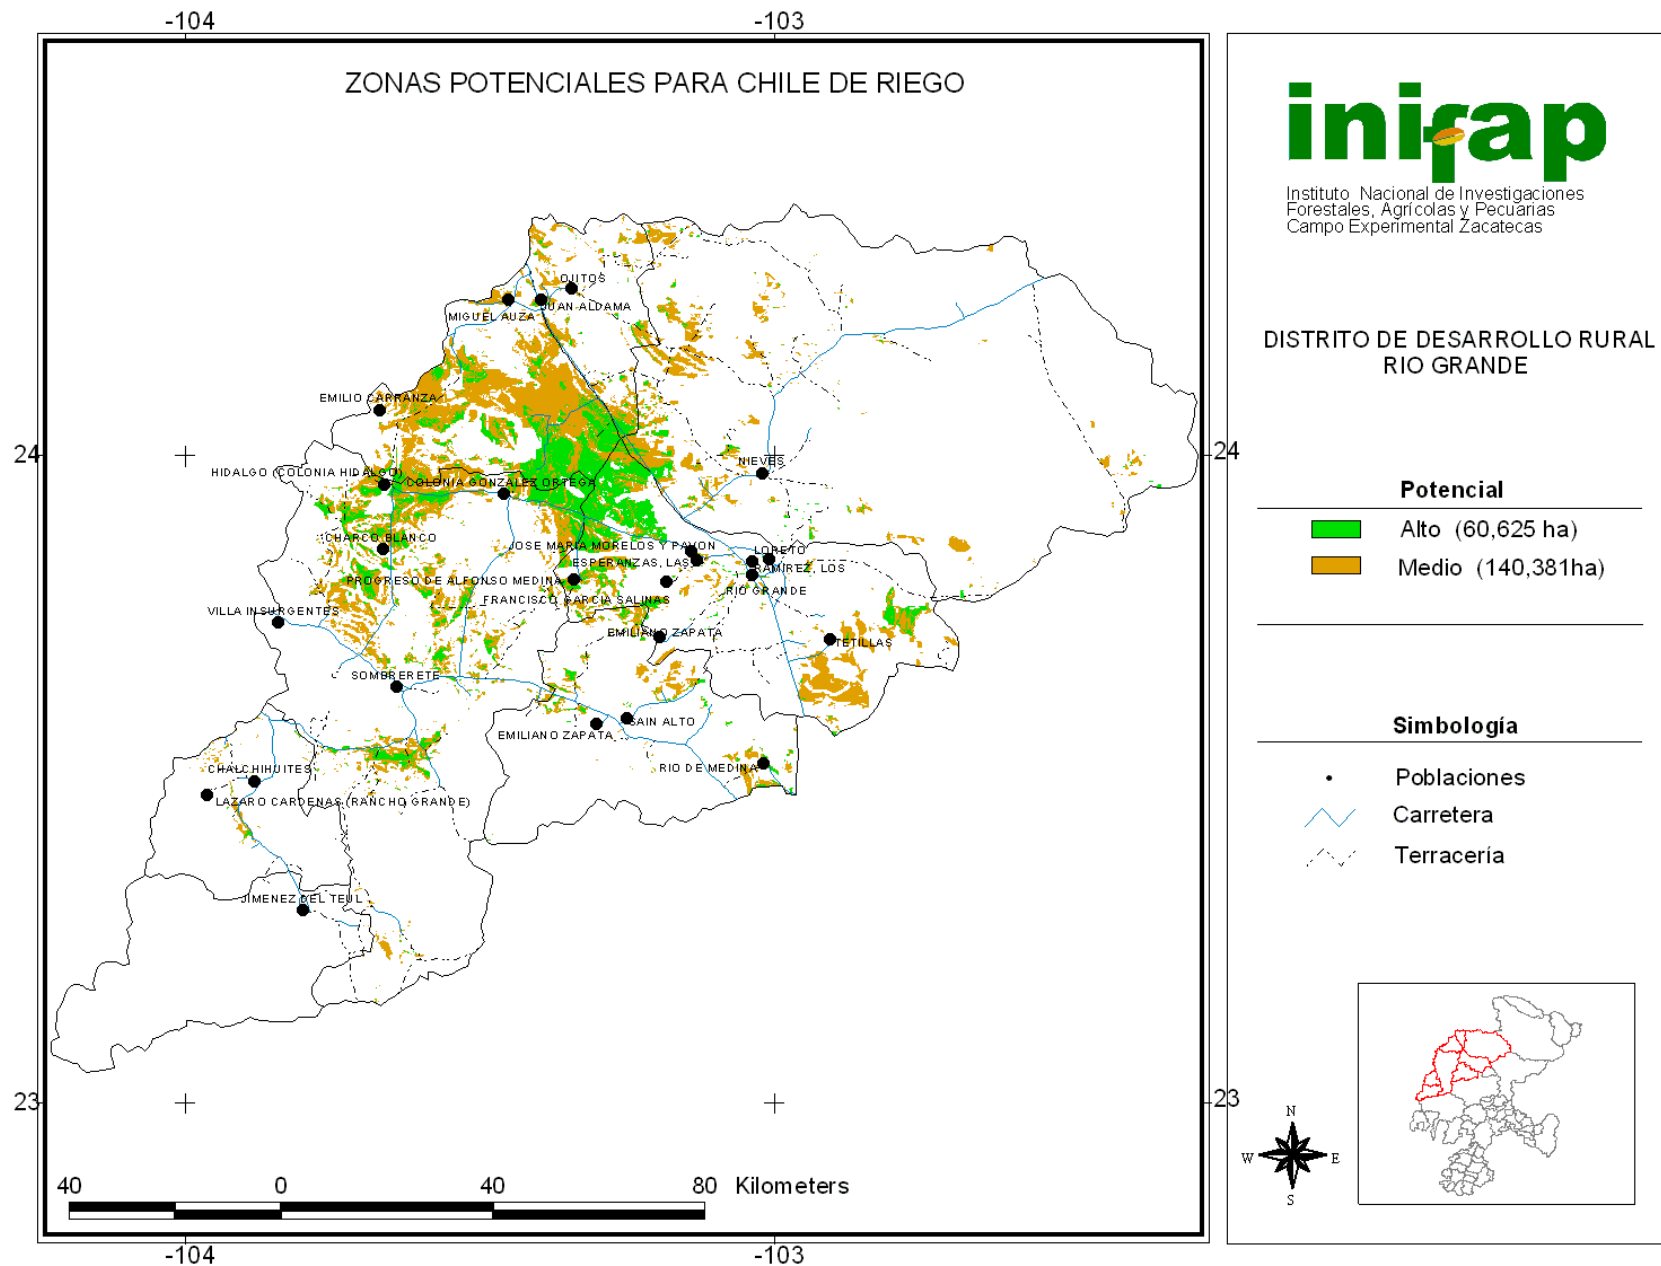 -104
-103
ZONAS POTENCIALES PARA CHILE DE RIEGO
OJITOS
JUAN ALDAMA
MIGUEL AUZA
EMILIO CARRANZA
24
24
NIEVES
HIDALGO (COLONIA HIDALGO)
COLONIA GONZALEZ ORTEGA
CHARCO BLANCO
JOSE MARIA MORELOS Y PAVON
LORETO
ESPERANZAS, LAS
RAMIREZ, LOS
PROGRESO DE ALFONSO MEDINA
RIO GRANDE
FRANCISCO GARCIA SALINAS
VILLA INSURGENTES
EMILIANO ZAPATA
TETILLAS
SOMBRERETE
SAIN ALTO
EMILIANO ZAPATA
RIO DE MEDINA
CHALCHIHUITES
LAZARO CARDENAS (RANCHO GRANDE)
JIMENEZ DEL TEUL
23
23
40 0 40 80 Kilometers
-104
-103
inifap
Instituto Nacional de Investigaciones
Forestales, Agrícolas y Pecuarias
Campo Experimental Zacatecas
DISTRITO DE DESARROLLO RURAL
RIO GRANDE
Potencial
Alto (60,625 ha)
Medio (140,381ha)
Simbología
Poblaciones
Carretera
Terracería
N
W E
S